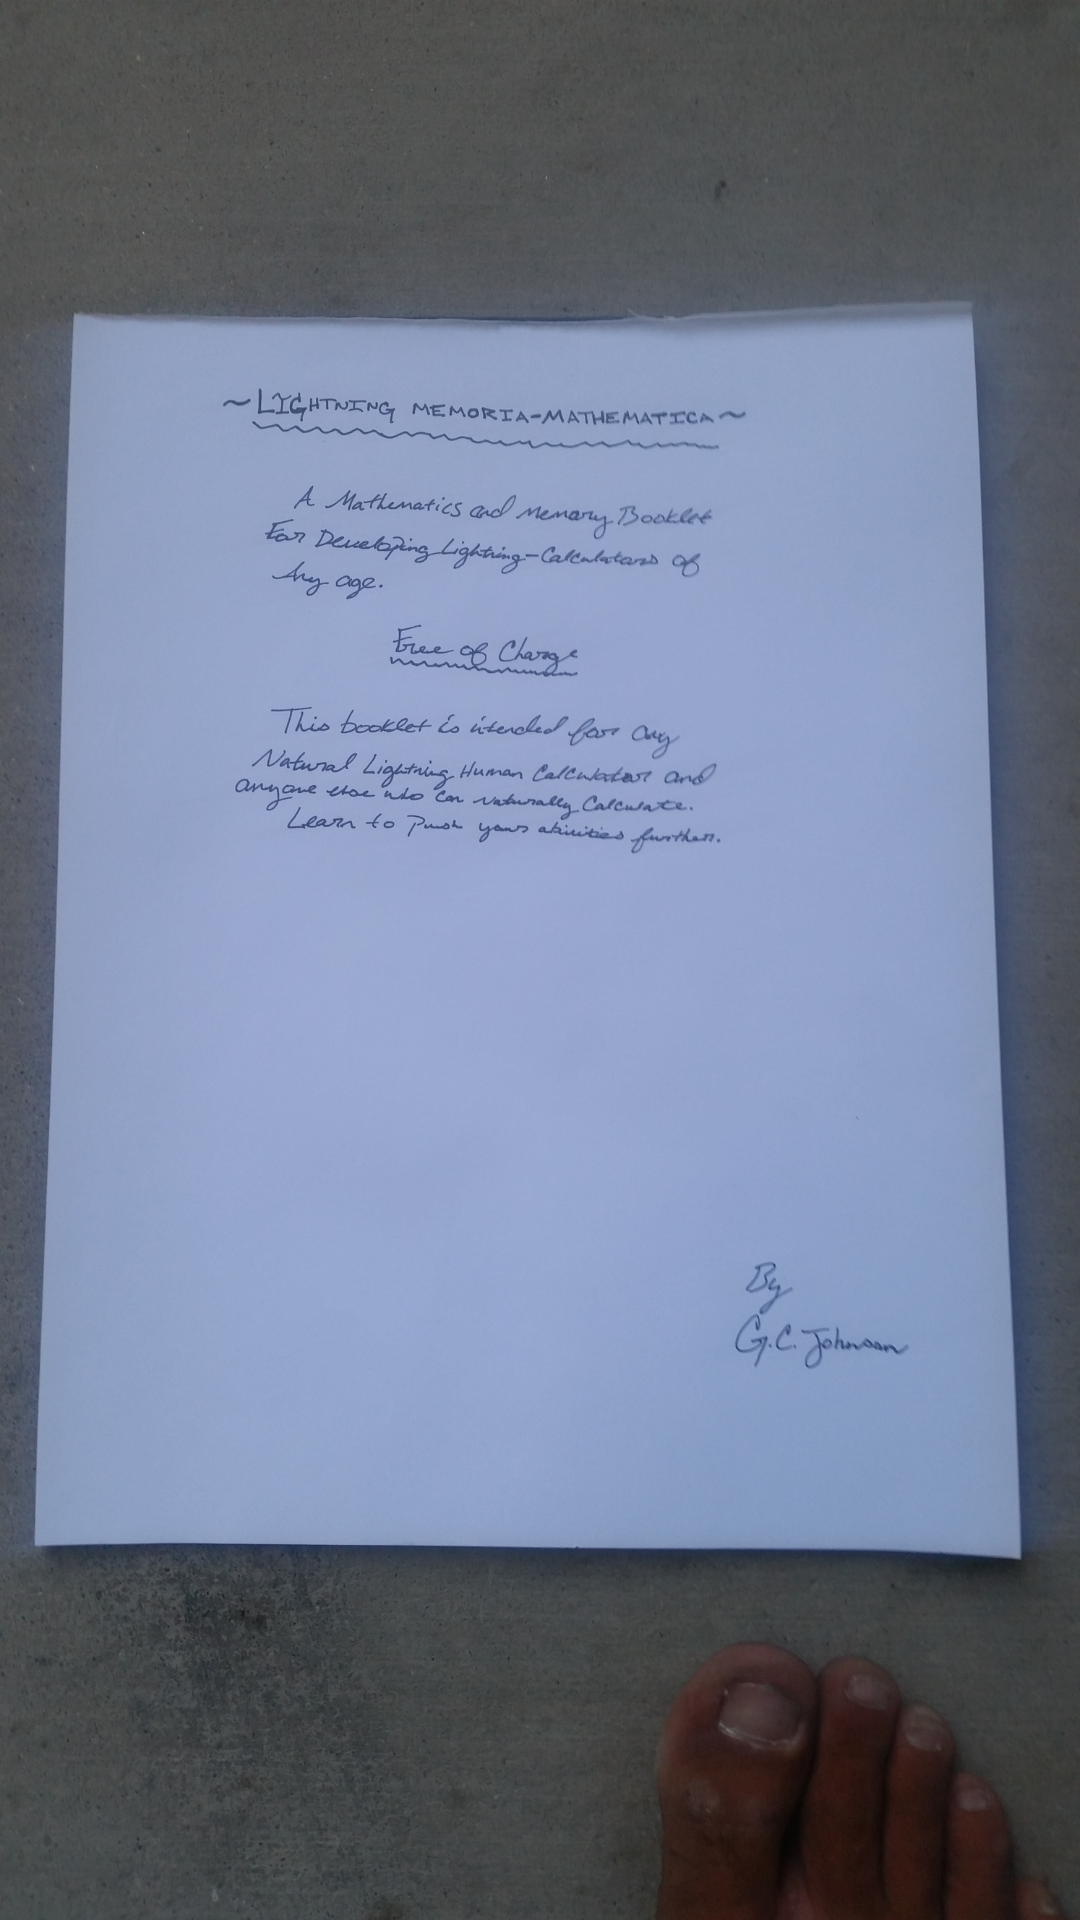 ~LIGHTNING MEMORIA-MATHEMATICA~
A Mathematics and Memory Booklet
For Developing Lightning-Calculators of
Any age.
Free of Charge
This booklet is intended for any
Natural Lightning Human Calculator and
anyone else who can naturally Calculate.
Learn to Push your abilities further.
By
G.C. Johnson